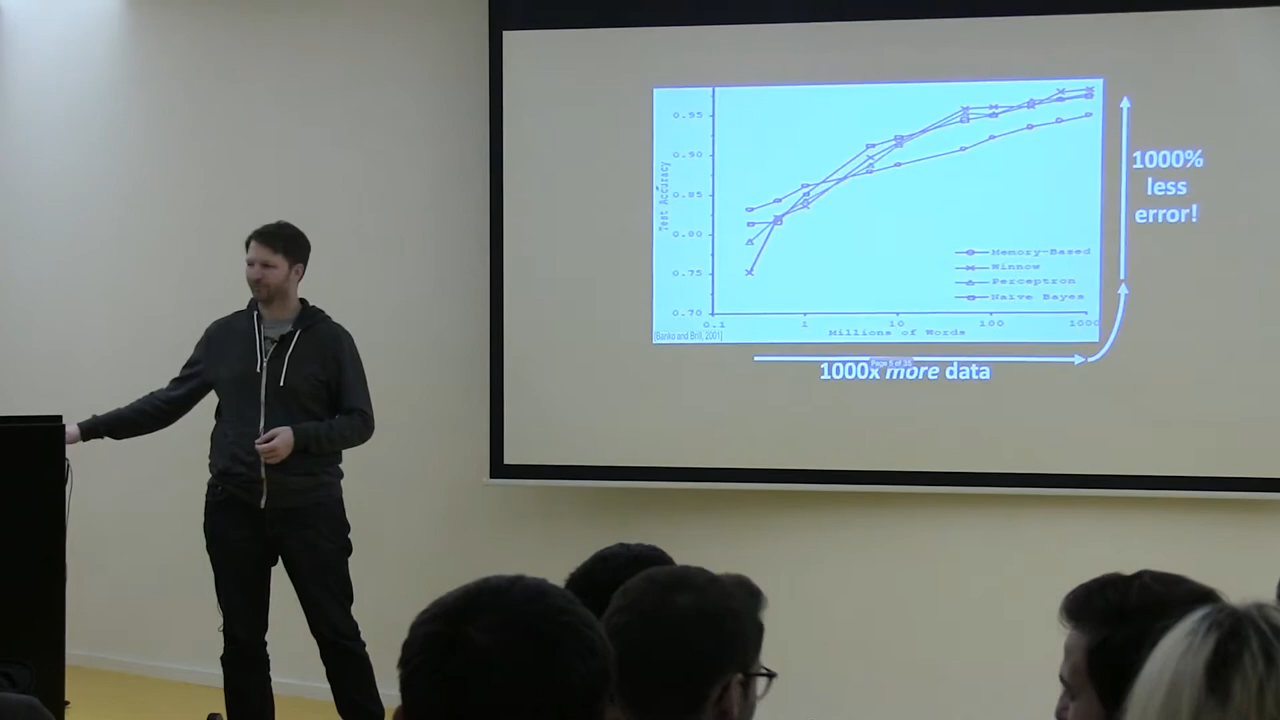 0.95
0.90
0.85
0.80
0.75
0.70
Test Accuracy
Memory-Based
Winnow
Perceptron
Naive Bayes
0.1
1
10
100
1000
Millions of Words
[Banko and Brill, 2001]
1000%
less
error!
1000x more data